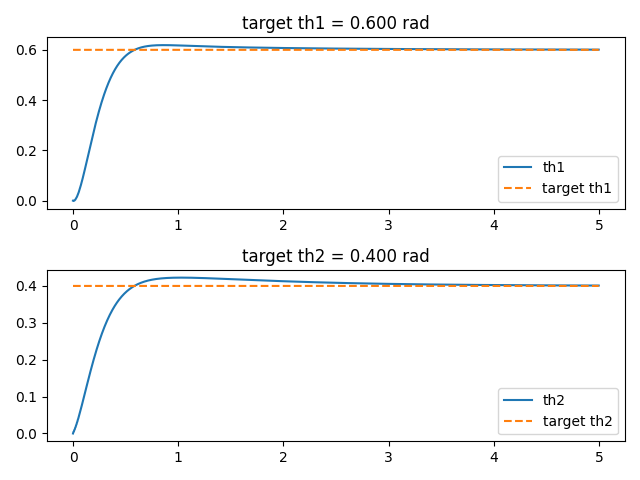 target th1 = 0.600 rad
0.6
0.4
0.2
0.0
th1
target th1
0 1 2 3 4 5
target th2 = 0.400 rad
0.4
0.3
0.2
0.1
0.0
th2
target th2
0 1 2 3 4 5